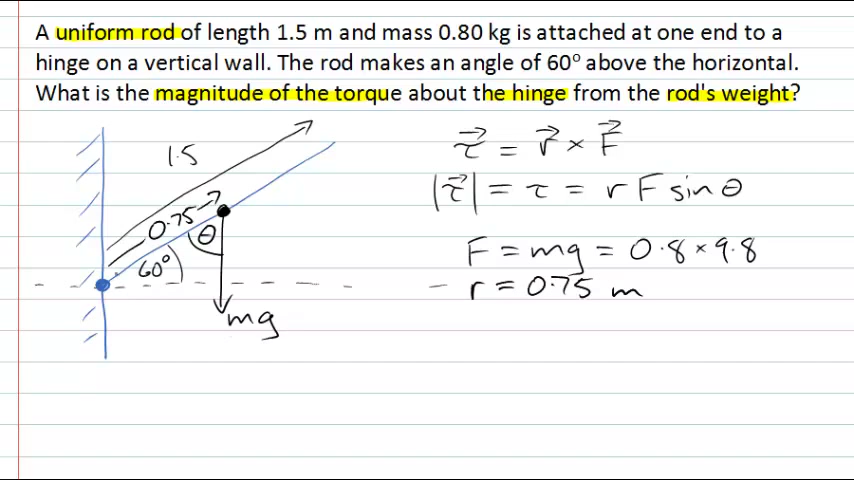 A uniform rod of length 1.5 m and mass 0.80 kg is attached at one end to a
hinge on a vertical wall. The rod makes an angle of 60° above the horizontal.
What is the magnitude of the torque about the hinge from the rod's weight?
1.5
0.75
θ
60°
mg
τ⃗ = r⃗ × F⃗
|τ⃗| = τ = r F sin θ
F = mg = 0.8 × 9.8
r = 0.75 m